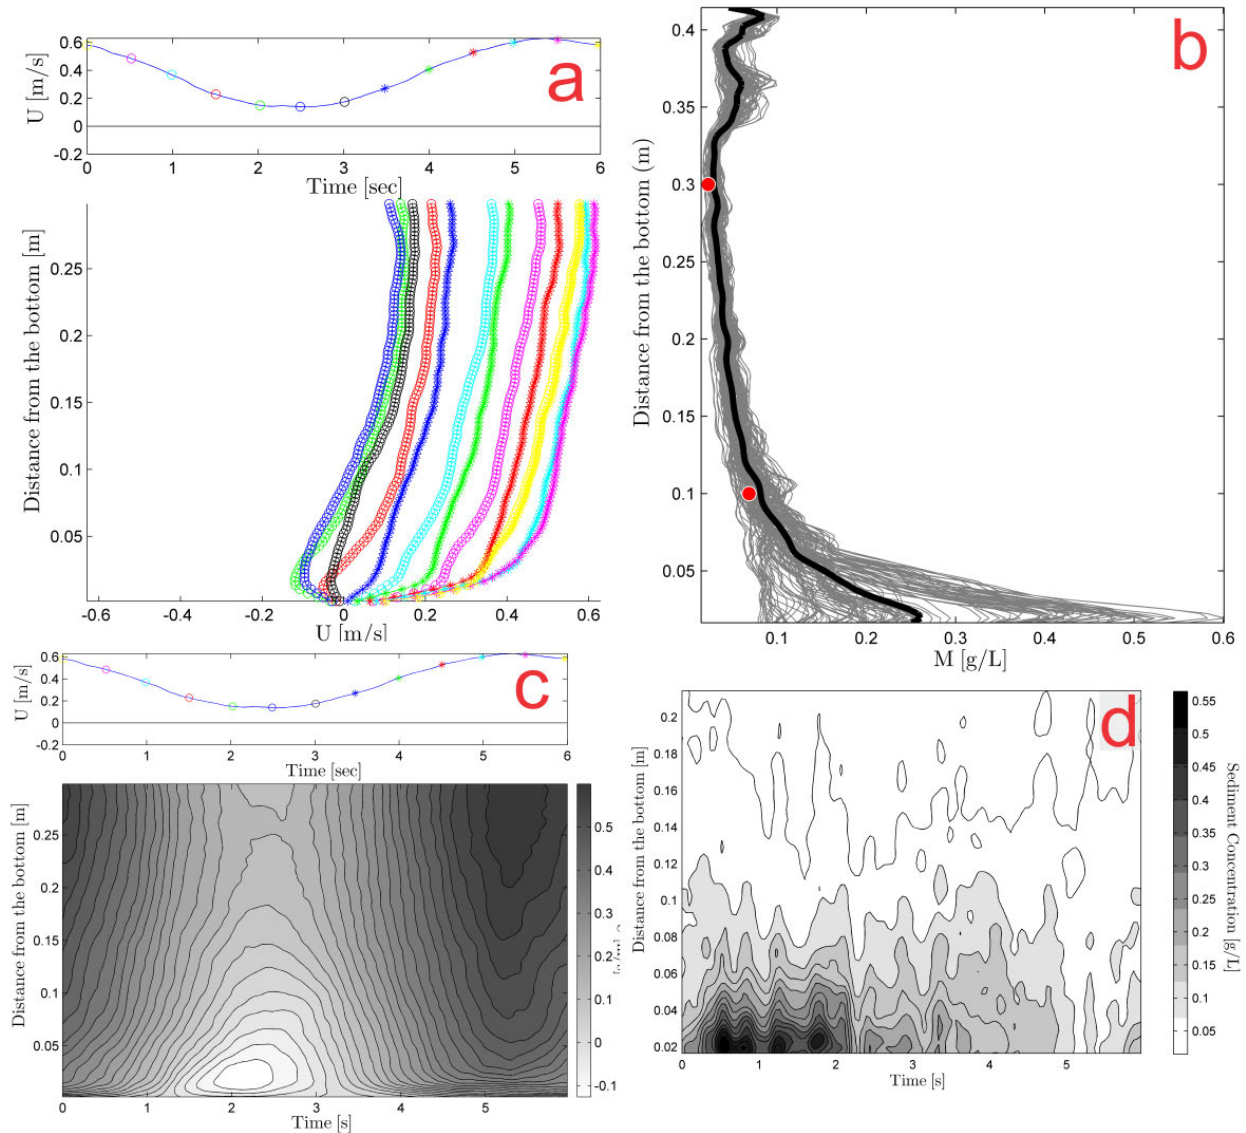 a
U [m/s]
0.6
0.4
0.2
0
-0.2
0 1 2 3 4 5 6
Time [sec]
Distance from the bottom [m]
0.25
0.2
0.15
0.1
0.05
-0.6 -0.4 -0.2 0 0.2 0.4 0.6
U [m/s]
b
Distance from the bottom (m)
0.4
0.35
0.3
0.25
0.2
0.15
0.1
0.05
0.1 0.2 0.3 0.4 0.5 0.6
M [g/L]
c
U [m/s]
0.6
0.4
0.2
0
-0.2
0 1 2 3 4 5 6
Time [sec]
Distance from the bottom [m]
0.25
0.2
0.15
0.1
0.05
0 1 2 3 4 5
Time [s]
0.5
0.4
0.3
0.2
0.1
0
-0.1
d
Distance from the bottom [m]
0.2
0.18
0.16
0.14
0.12
0.1
0.08
0.06
0.04
0.02
0 1 2 3 4 5
Time [s]
0.55
0.5
0.45
0.4
0.35
0.3
0.25
0.2
0.15
0.1
0.05
Sediment Concentration [g/L]